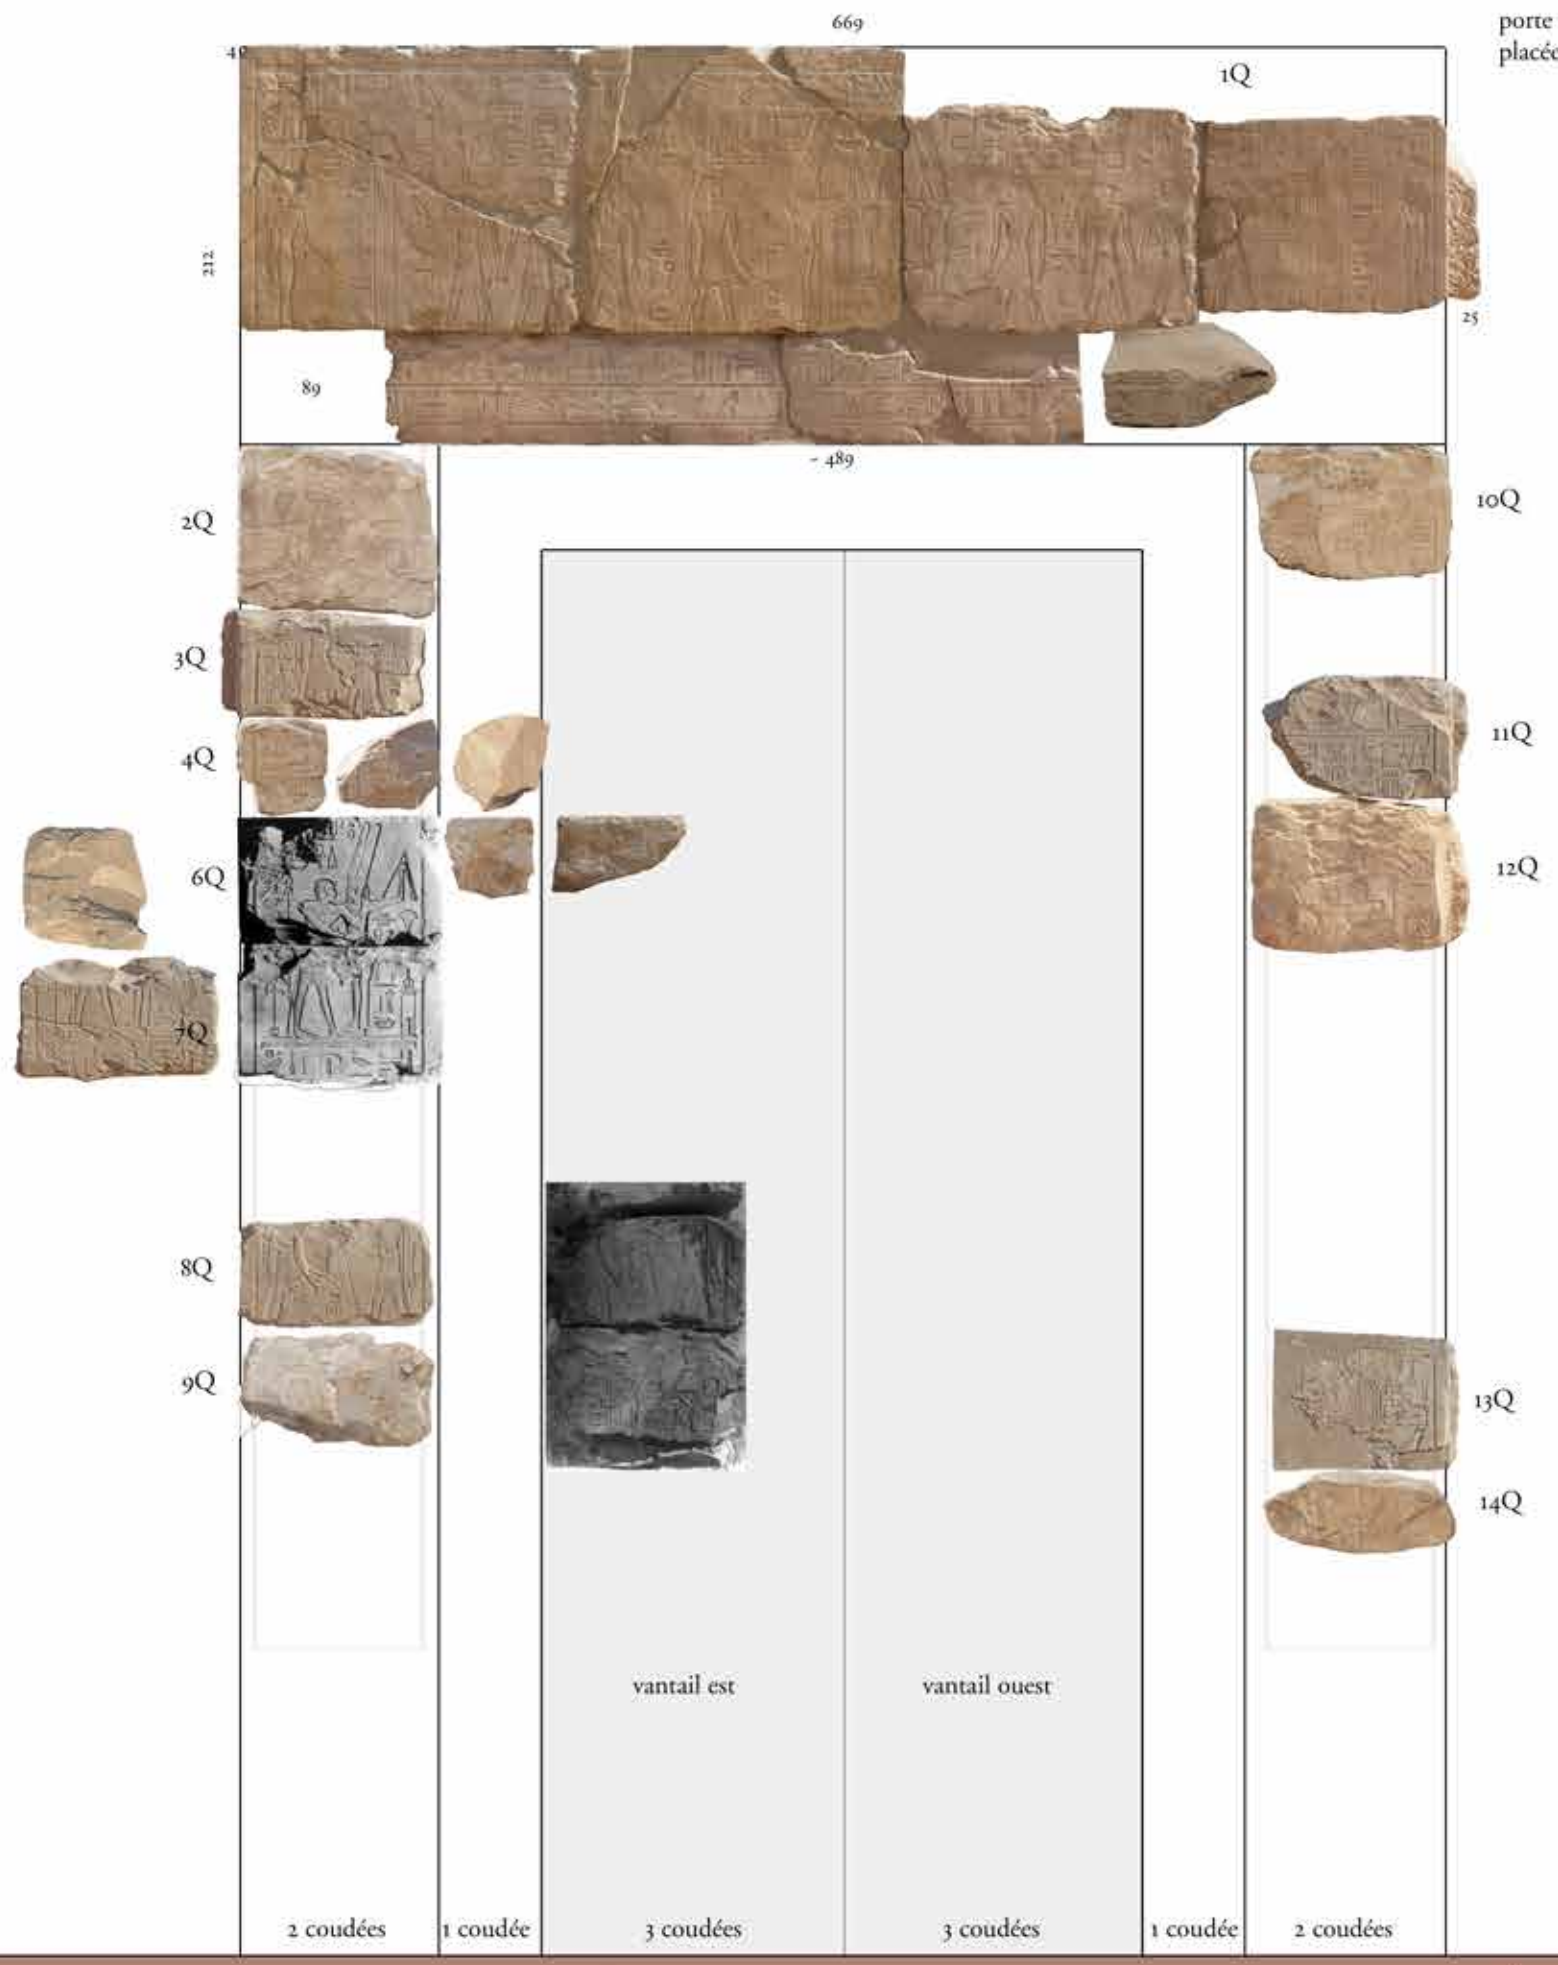 669
porte
placée
1Q
212
25
89
~ 489
2Q
10Q
3Q
11Q
4Q
12Q
6Q
7Q
8Q
9Q
13Q
14Q
vantail est
vantail ouest
2 coudées
1 coudée
3 coudées
3 coudées
1 coudée
2 coudées